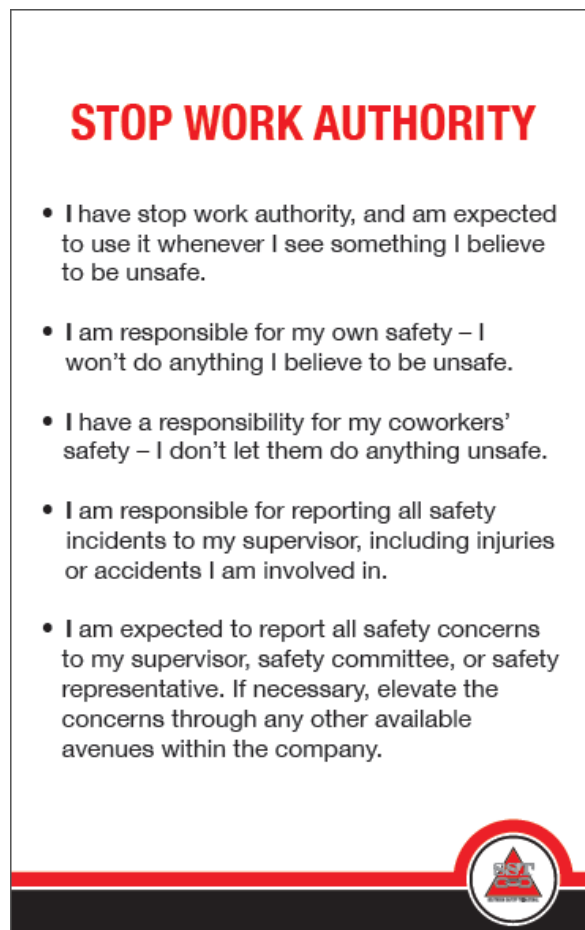 STOP WORK AUTHORITY
• I have stop work authority, and am expected
to use it whenever I see something I believe
to be unsafe.
• I am responsible for my own safety – I
won't do anything I believe to be unsafe.
• I have a responsibility for my coworkers'
safety – I don't let them do anything unsafe.
• I am responsible for reporting all safety
incidents to my supervisor, including injuries
or accidents I am involved in.
• I am expected to report all safety concerns
to my supervisor, safety committee, or safety
representative. If necessary, elevate the
concerns through any other available
avenues within the company.